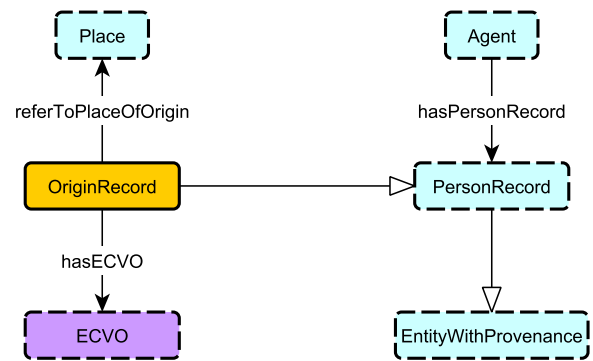 Place
Agent
referToPlaceOfOrigin
hasPersonRecord
OriginRecord
PersonRecord
hasECVO
ECVO
EntityWithProvenance